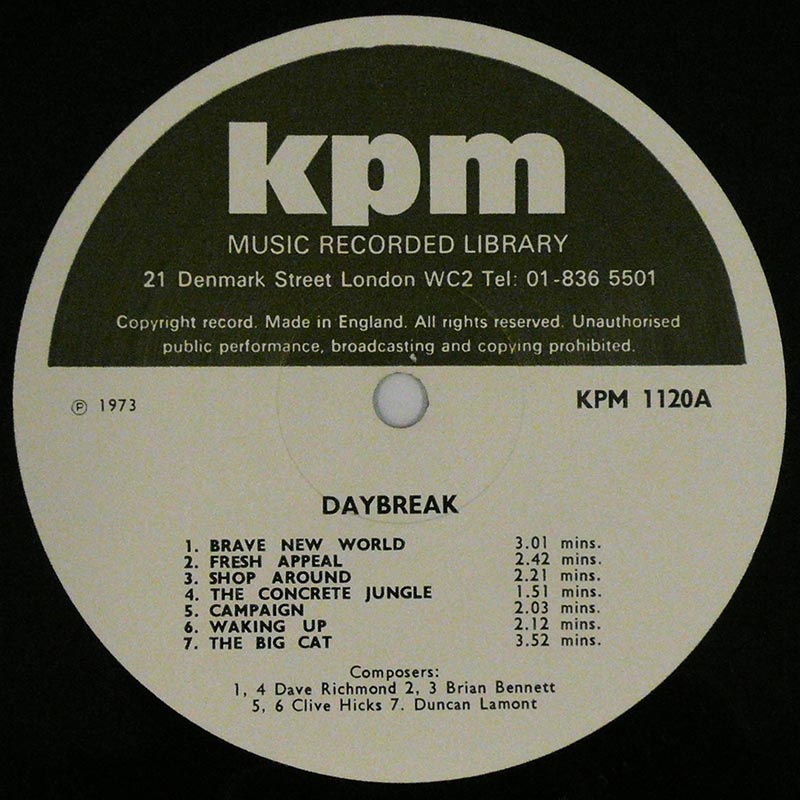 kpm
MUSIC RECORDED LIBRARY
21 Denmark Street London WC2 Tel: 01-836 5501
Copyright record. Made in England. All rights reserved. Unauthorised
public performance, broadcasting and copying prohibited.
℗ 1973 KPM 1120A
DAYBREAK
1. BRAVE NEW WORLD 3.01 mins.
2. FRESH APPEAL 2.42 mins.
3. SHOP AROUND 2.21 mins.
4. THE CONCRETE JUNGLE 1.51 mins.
5. CAMPAIGN 2.03 mins.
6. WAKING UP 2.12 mins.
7. THE BIG CAT 3.52 mins.
Composers:
1, 4 Dave Richmond 2, 3 Brian Bennett
5, 6 Clive Hicks 7. Duncan Lamont